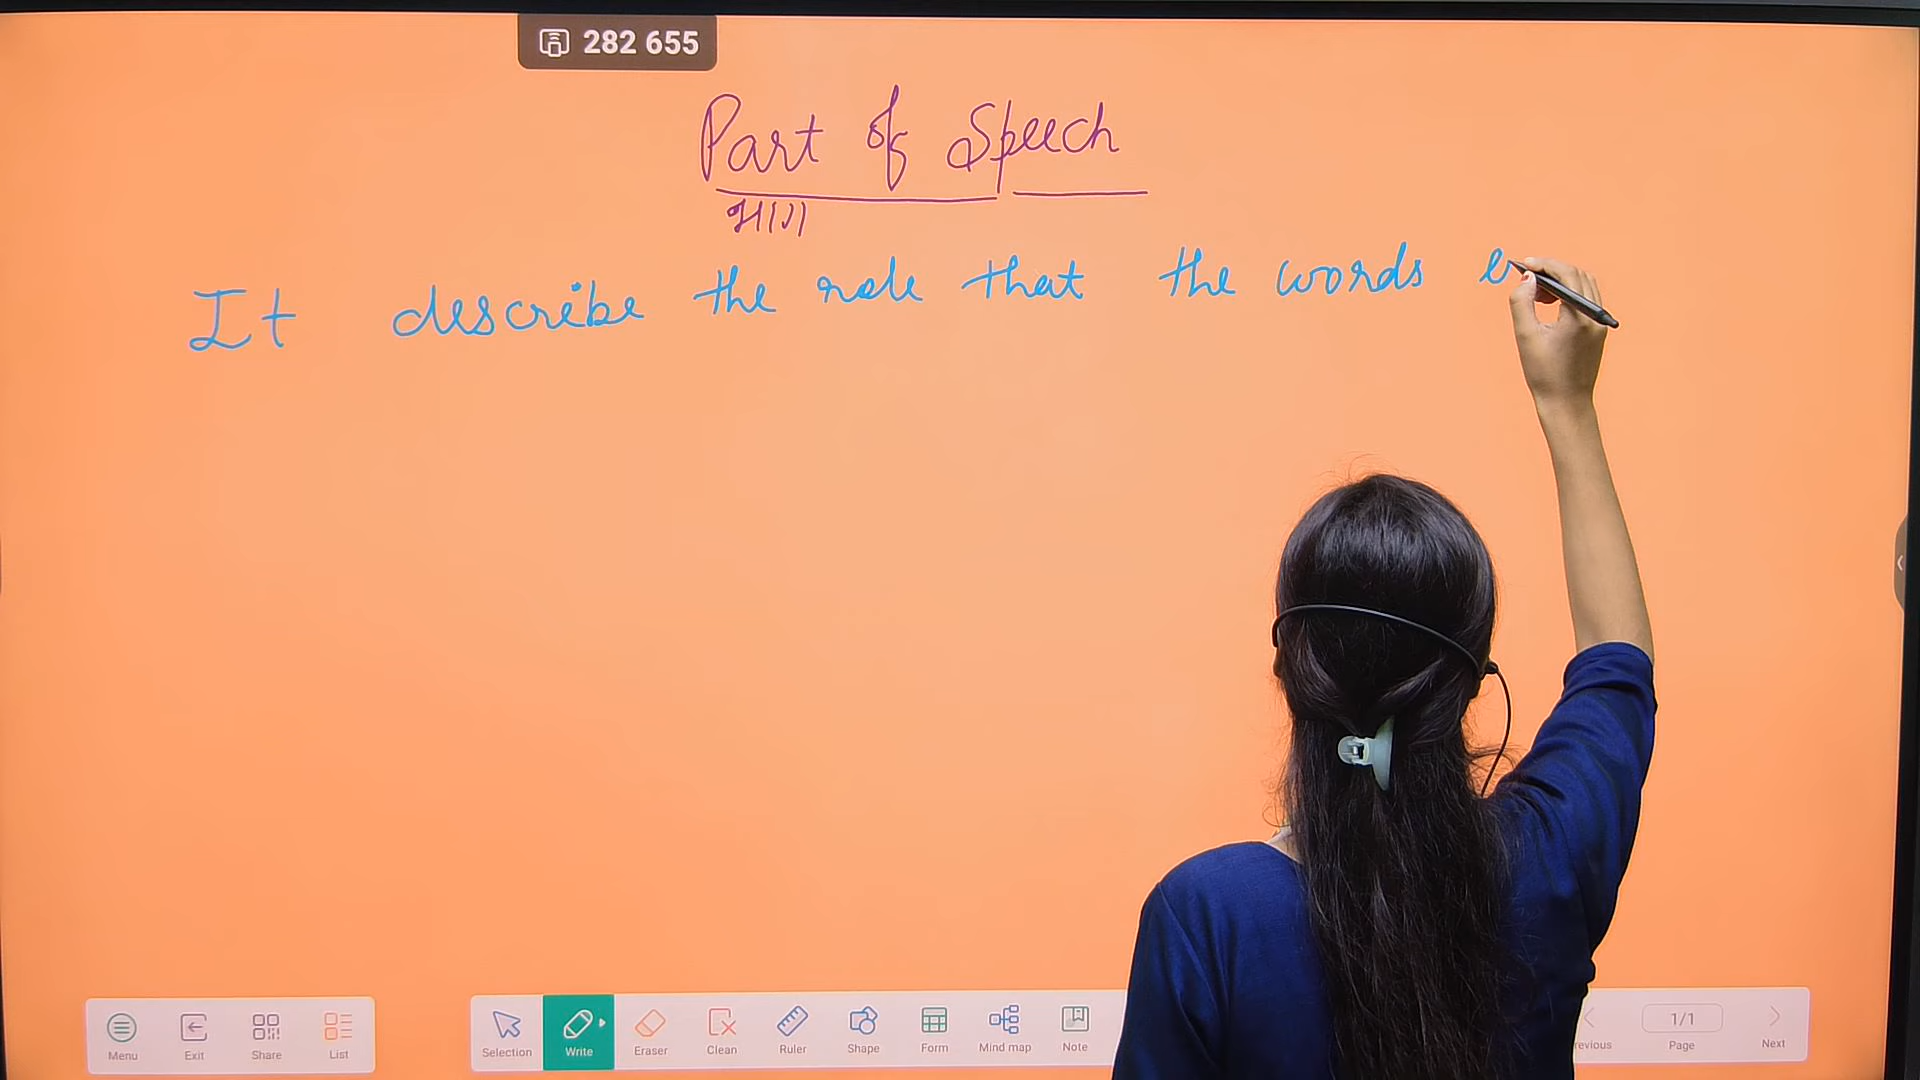 282 655
Part of Speech
भाग
It describe the role that the words
Menu Exit Share List Selection Write Eraser Clean Ruler Shape Form Mind map Note 1/1 Page Next